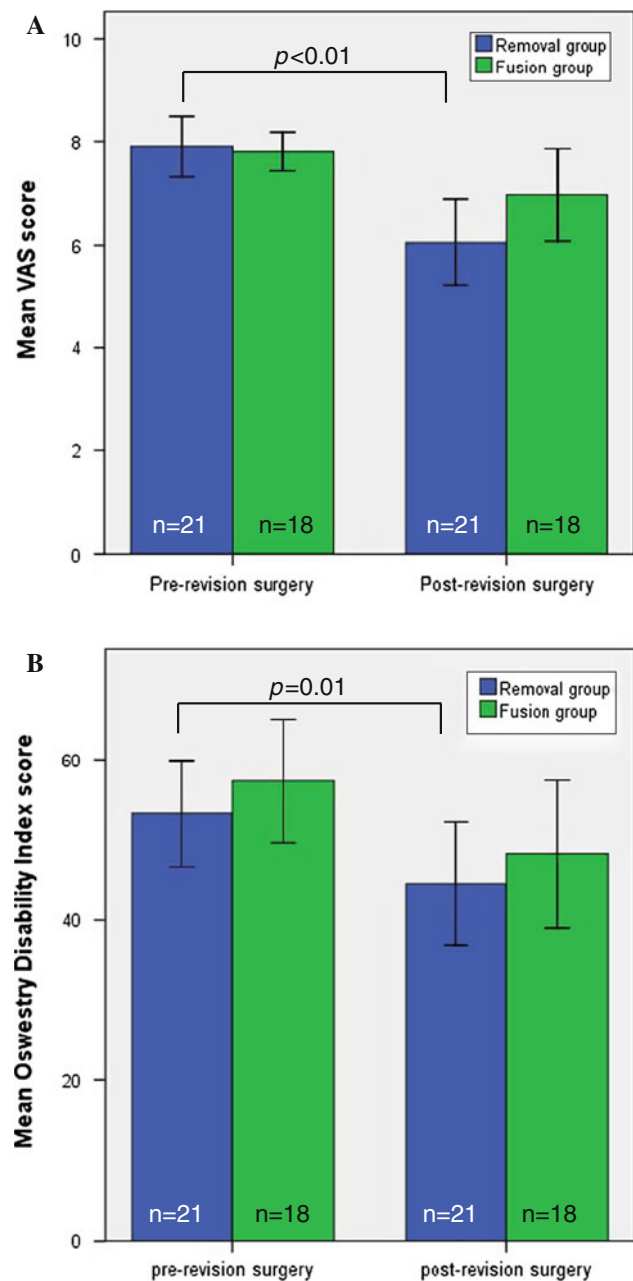 A
10
8
6
4
2
0
Mean VAS score
p<0.01
Removal group
Fusion group
n=21
n=18
n=21
n=18
Pre-revision surgery
Post-revision surgery
B
60
40
20
0
Mean Oswestry Disability Index score
p=0.01
Removal group
Fusion group
n=21
n=18
n=21
n=18
pre-revision surgery
post-revision surgery